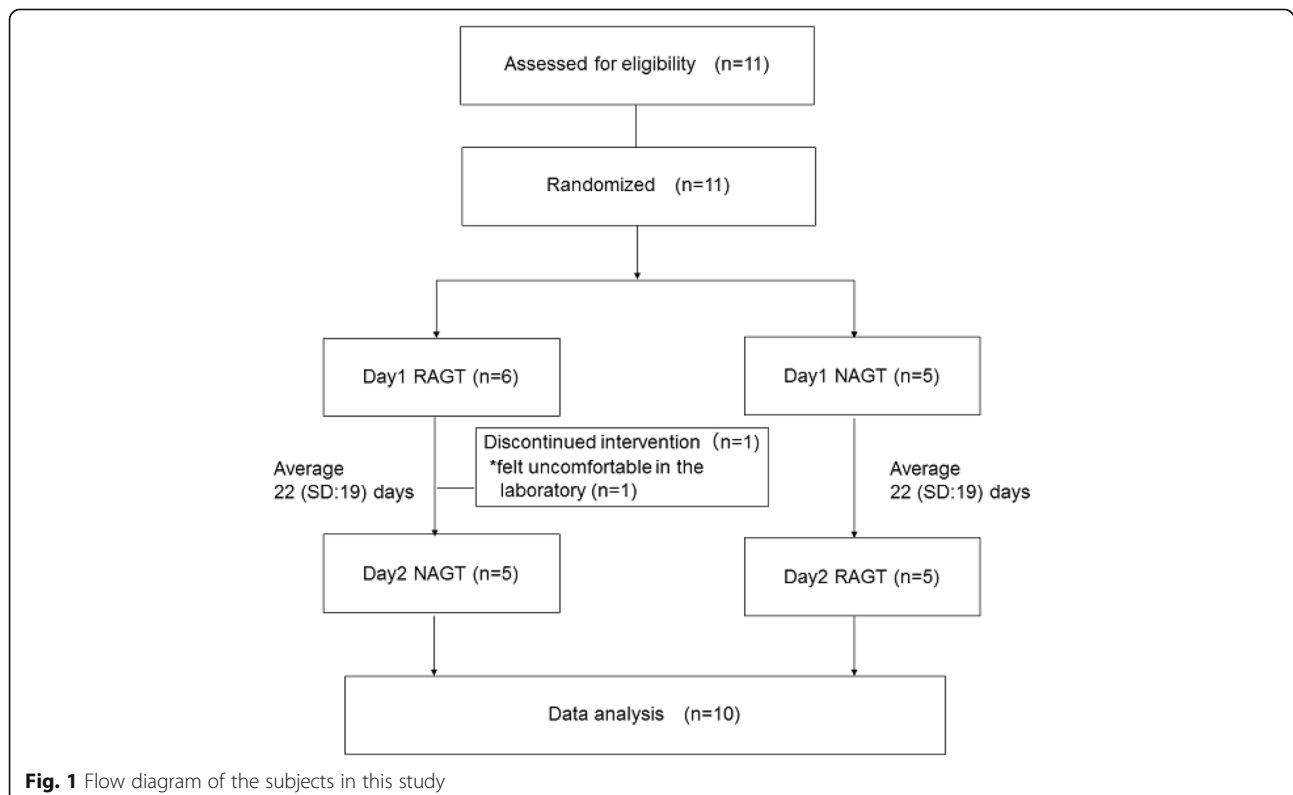 Assessed for eligibility (n=11)
Randomized (n=11)
Day1 RAGT (n=6)
Day1 NAGT (n=5)
Discontinued intervention (n=1)
*felt uncomfortable in the
laboratory (n=1)
Average
22 (SD:19) days
Average
22 (SD:19) days
Day2 NAGT (n=5)
Day2 RAGT (n=5)
Data analysis (n=10)
Fig. 1 Flow diagram of the subjects in this study